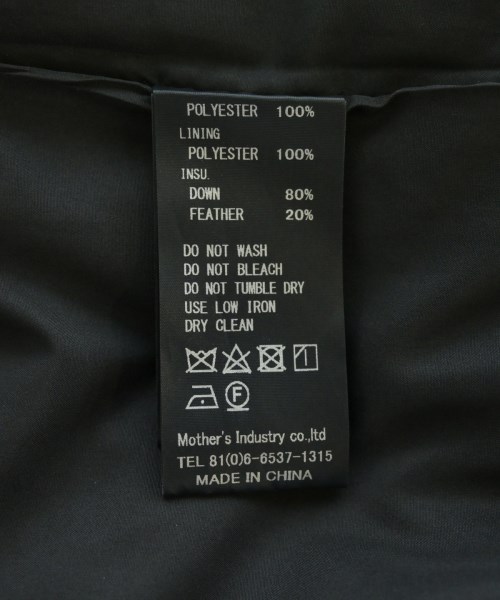 POLYESTER 100%
LINING
POLYESTER 100%
INSU.
DOWN 80%
FEATHER 20%
DO NOT WASH
DO NOT BLEACH
DO NOT TUMBLE DRY
USE LOW IRON
DRY CLEAN
F
Mother's Industry co.,ltd
TEL 81(0)6-6537-1315
MADE IN CHINA